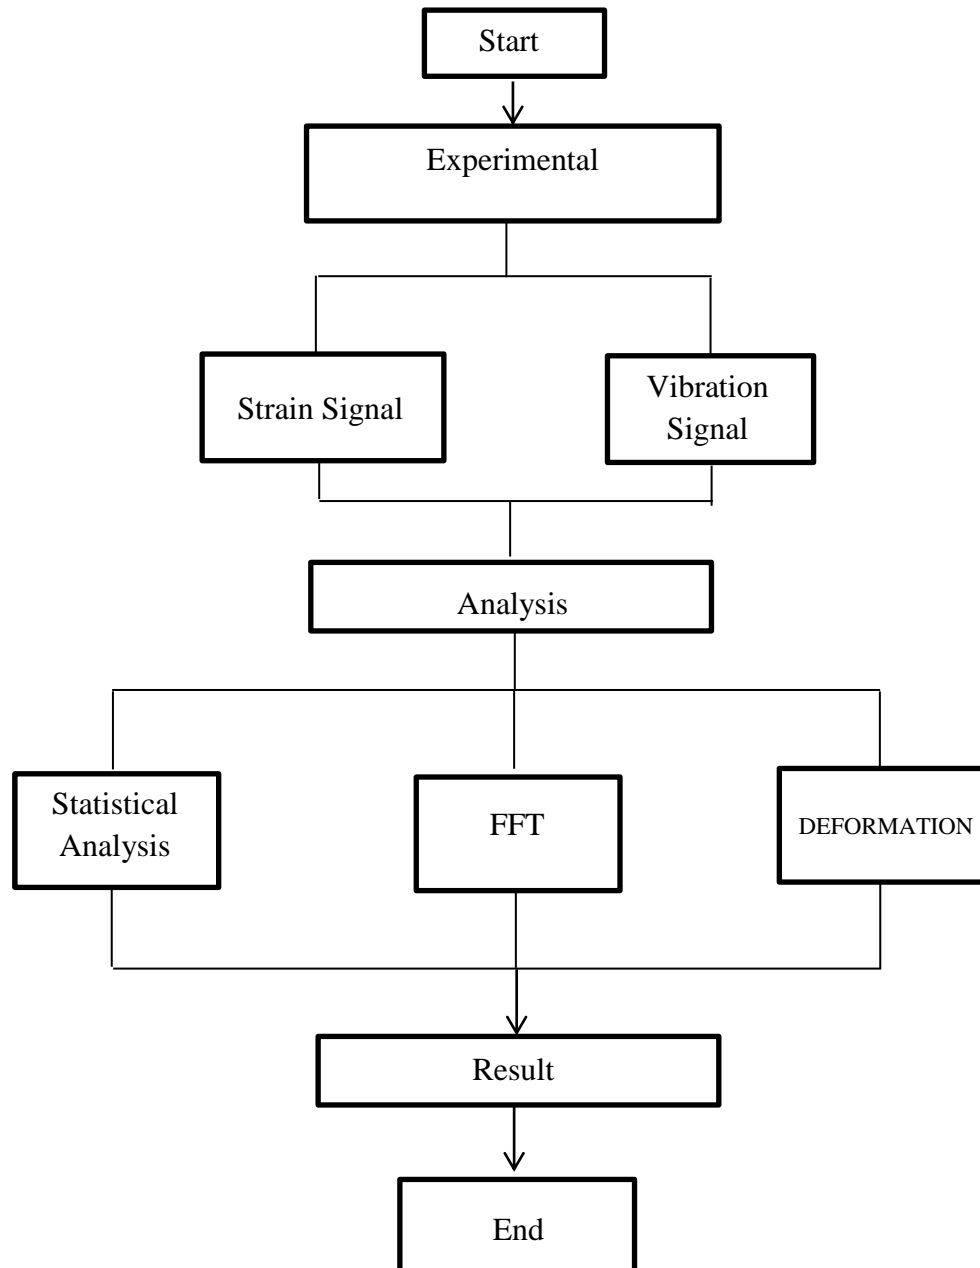 Start
Experimental
Strain Signal
Vibration
Signal
Analysis
Statistical
Analysis
FFT
DEFORMATION
Result
End